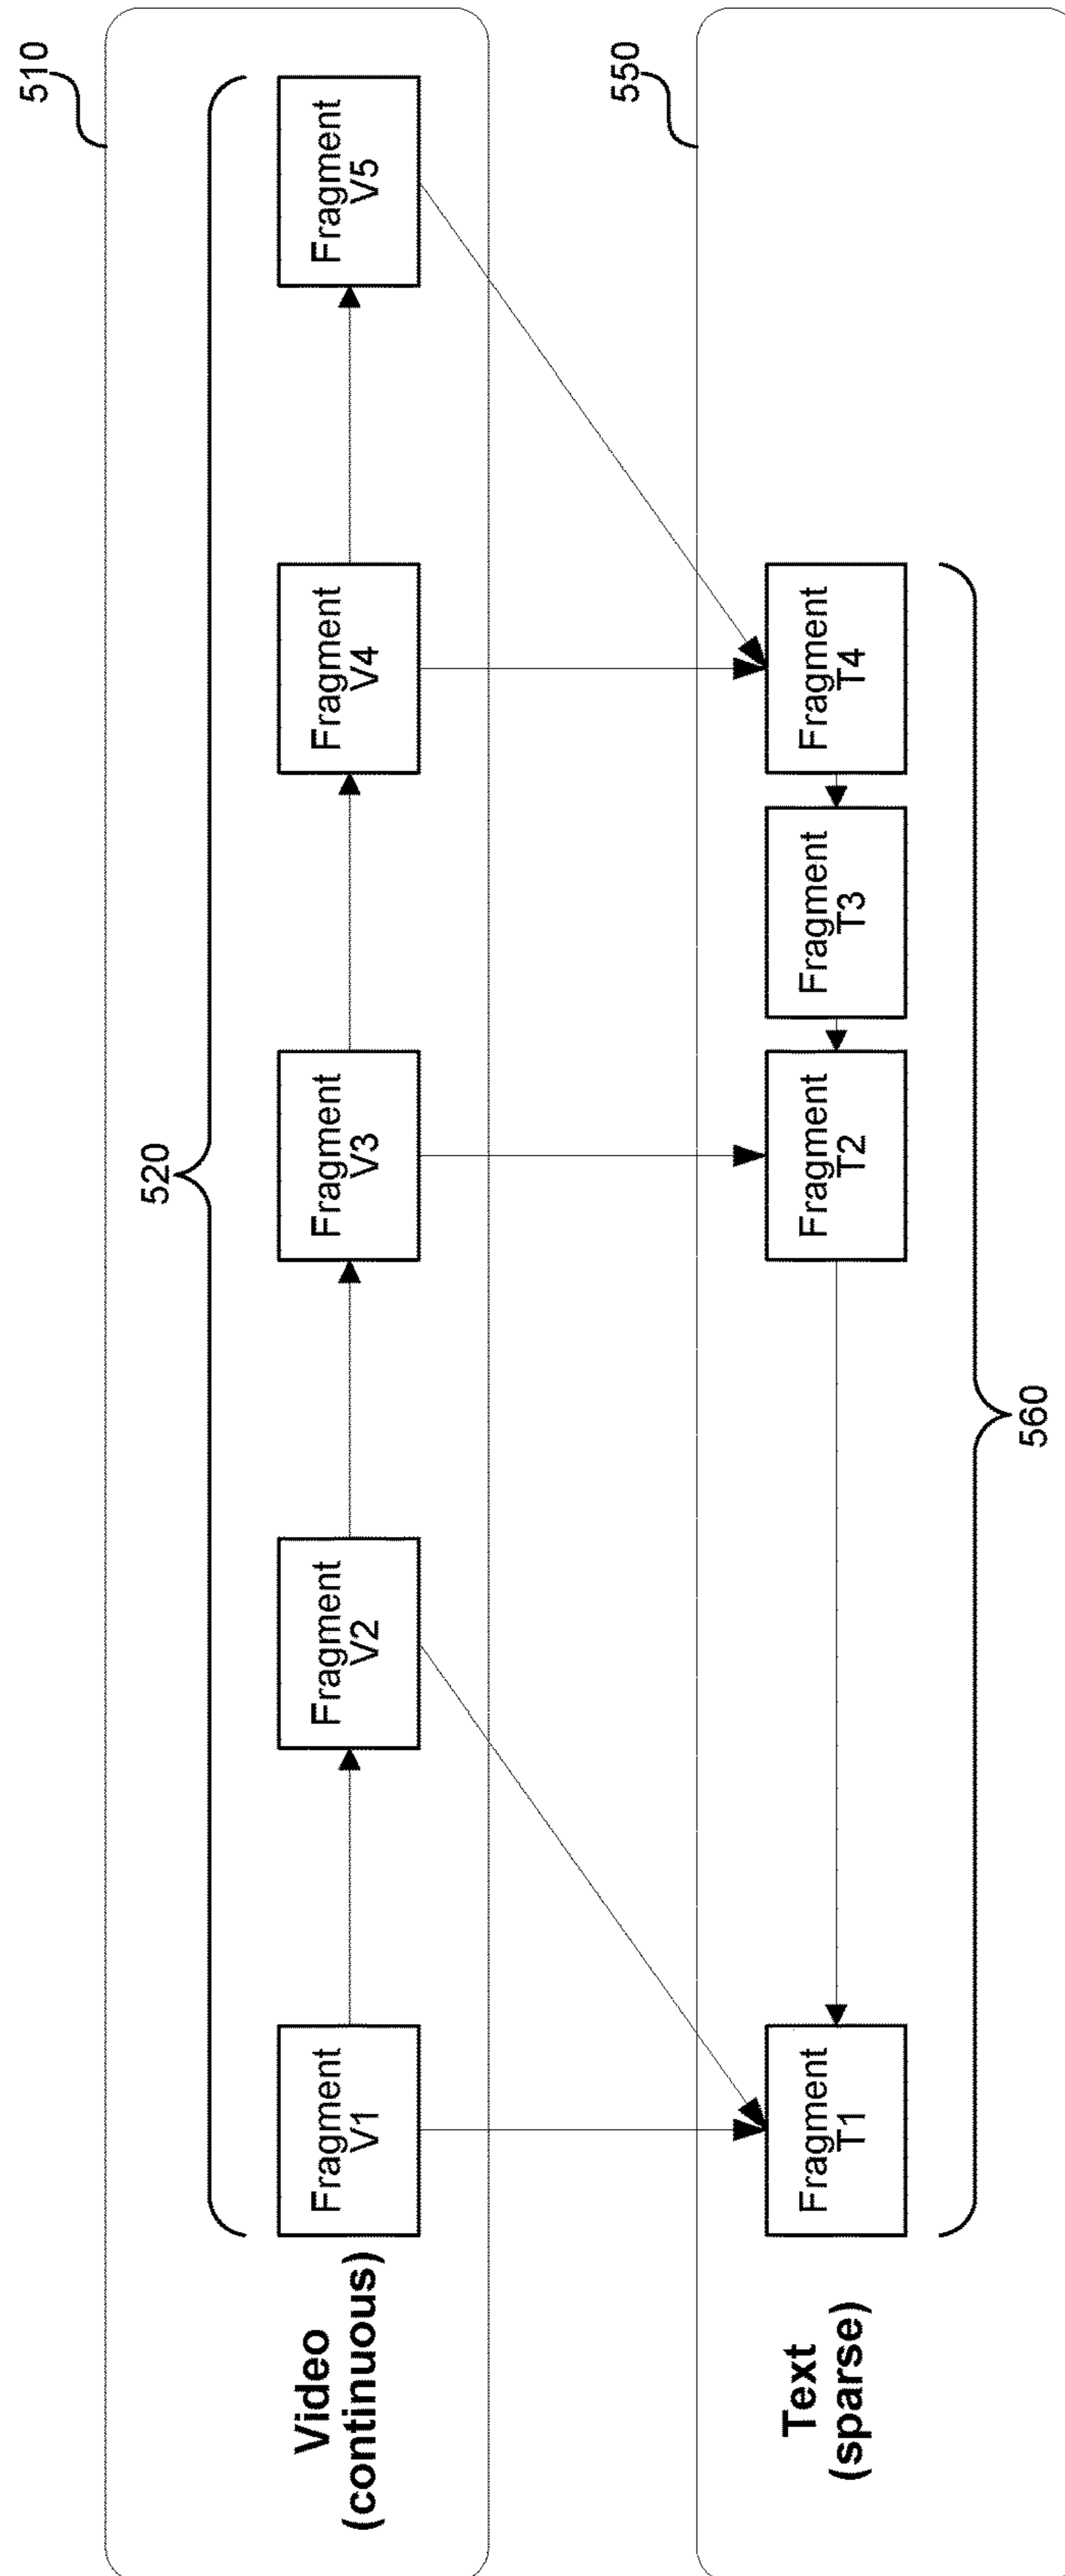 510
520
Video
(continuous)
Fragment
V1
Fragment
V2
Fragment
V3
Fragment
V4
Fragment
V5
550
Text
(sparse)
Fragment
T1
Fragment
T2
Fragment
T3
Fragment
T4
560